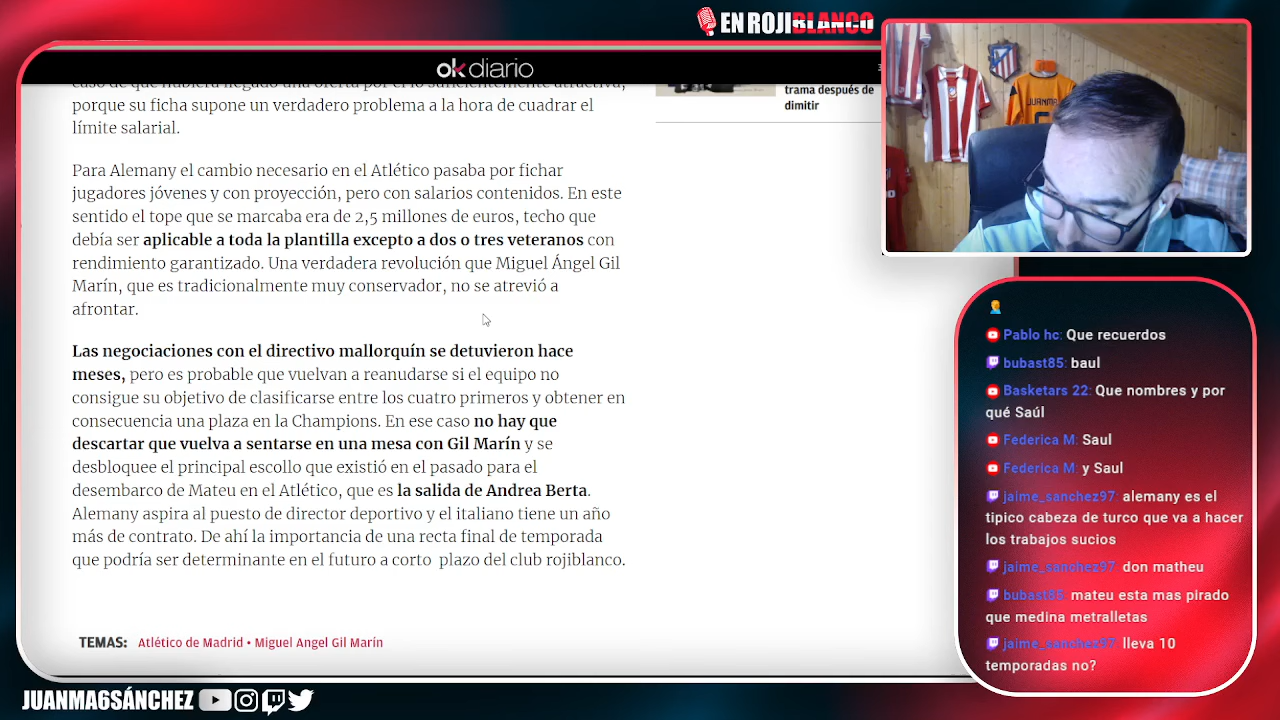 EN ROJIBLANCO
okdiario
porque su ficha supone un verdadero problema a la hora de cuadrar el
límite salarial.
trama después de
dimitir
Para Alemany el cambio necesario en el Atlético pasaba por fichar
jugadores jóvenes y con proyección, pero con salarios contenidos. En este
sentido el tope que se marcaba era de 2,5 millones de euros, techo que
debía ser aplicable a toda la plantilla excepto a dos o tres veteranos con
rendimiento garantizado. Una verdadera revolución que Miguel Ángel Gil
Marín, que es tradicionalmente muy conservador, no se atrevió a
afrontar.
Las negociaciones con el directivo mallorquín se detuvieron hace
meses, pero es probable que vuelvan a reanudarse si el equipo no
consigue su objetivo de clasificarse entre los cuatro primeros y obtener en
consecuencia una plaza en la Champions. En ese caso no hay que
descartar que vuelva a sentarse en una mesa con Gil Marín y se
desbloquee el principal escollo que existió en el pasado para el
desembarco de Mateu en el Atlético, que es la salida de Andrea Berta.
Alemany aspira al puesto de director deportivo y el italiano tiene un año
más de contrato. De ahí la importancia de una recta final de temporada
que podría ser determinante en el futuro a corto plazo del club rojiblanco.
TEMAS: Atlético de Madrid • Miguel Angel Gil Marín
JUANMA
Pablo hc: Que recuerdos
bubast85: baul
Basketars 22: Que nombres y por
qué Saúl
Federica M: Saul
Federica M: y Saul
jaime_sanchez97: alemany es el
tipico cabeza de turco que va a hacer
los trabajos sucios
jaime_sanchez97: don matheu
bubast85: mateu esta mas pirado
que medina metralletas
jaime_sanchez97: lleva 10
temporadas no?
JUANMA6SÁNCHEZ